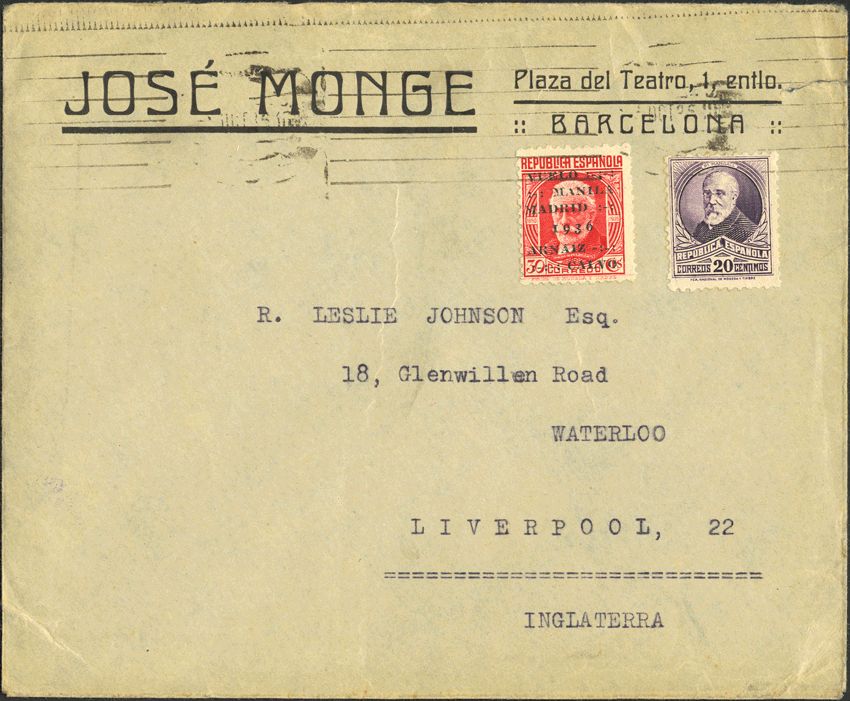 JOSÉ MONGE
Plaza del Teatro, 1, entlo.
:: BARCELONA ::
REPUBLICA ESPAÑOLA
VUELO
MANILA
MADRID
1936
ARNAIZ
CALVO
30
REPUBLICA ESPAÑOLA
CORREOS 20 CENTIMOS
R. LESLIE JOHNSON Esq.
18, Glenwillen Road
WATERLOO
LIVERPOOL, 22
===========================
INGLATERRA